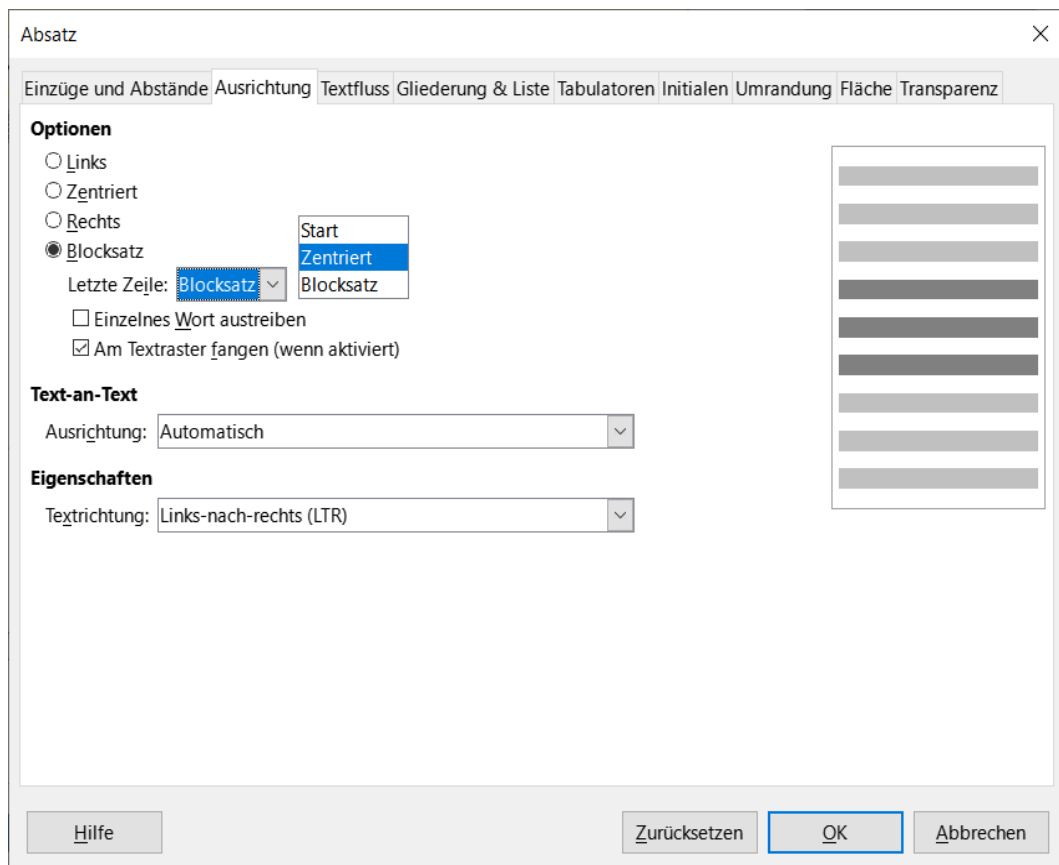 Absatz
Einzüge und Abstände Ausrichtung Textfluss Gliederung & Liste Tabulatoren Initialen Umrandung Fläche Transparenz
Optionen
Links
Zentriert
Rechts
Blocksatz
Start
Zentriert
Blocksatz
Letzte Zeile: Blocksatz
Einzelnes Wort austreiben
Am Textraster fangen (wenn aktiviert)
Text-an-Text
Ausrichtung: Automatisch
Eigenschaften
Textrichtung: Links-nach-rechts (LTR)
Hilfe Zurücksetzen OK Abbrechen